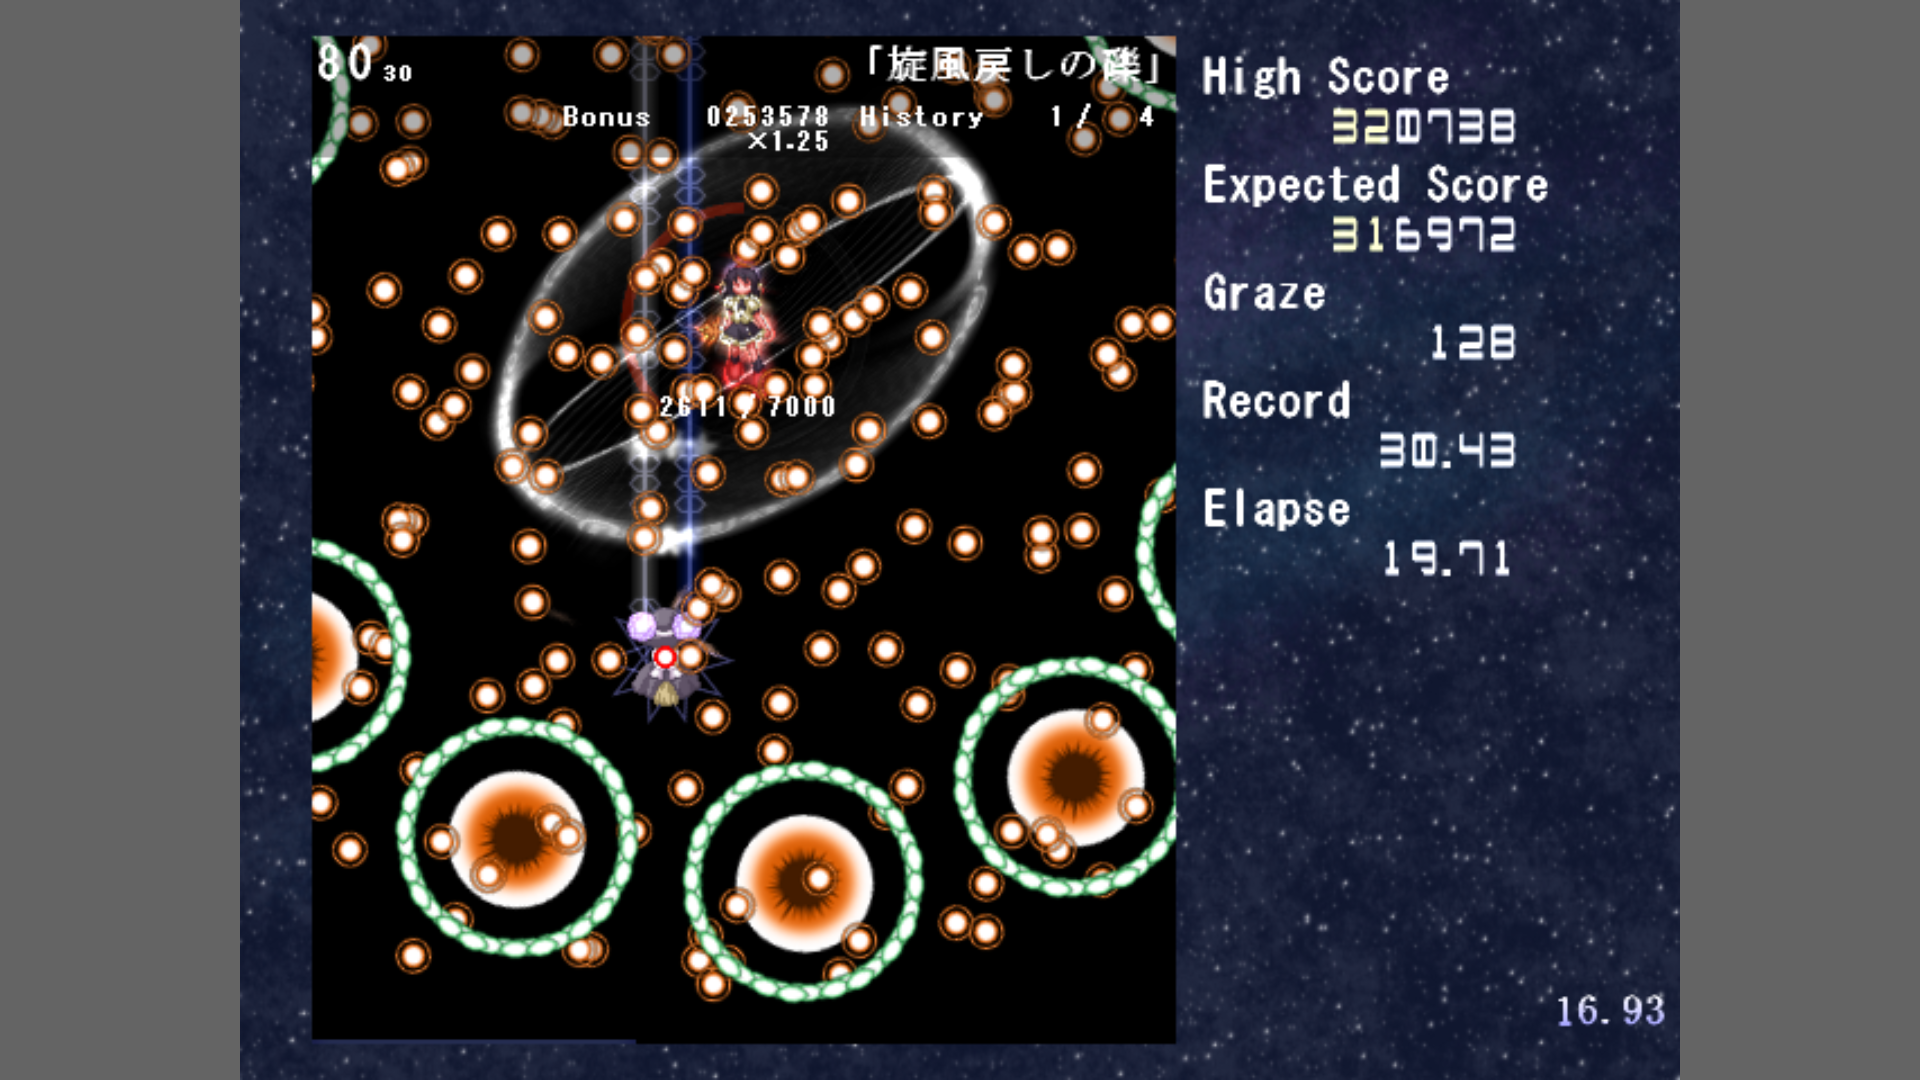 80 30
「旋風戻しの礫」
Bonus 0253578 History 1 / 4
×1.25
2611 / 7000
High Score
320738
Expected Score
316972
Graze
128
Record
30.43
Elapse
19.71
16.93